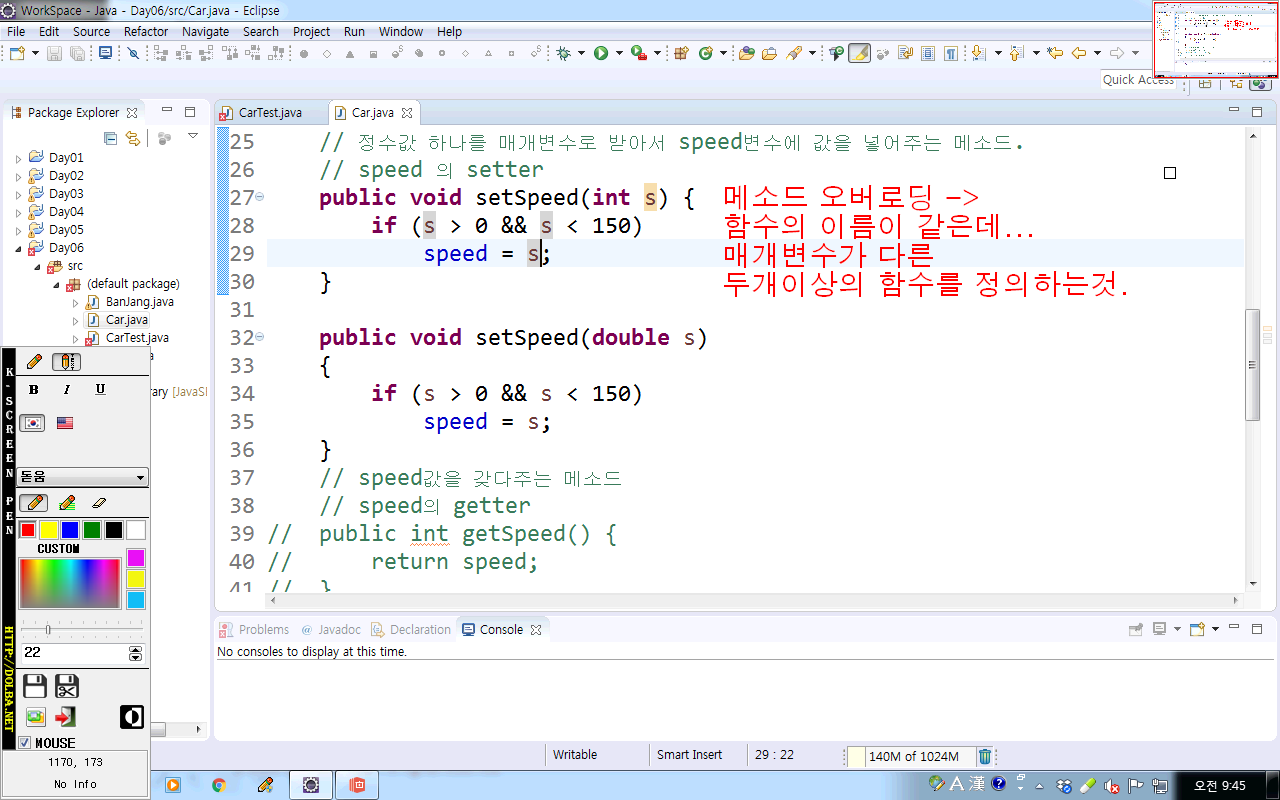 WorkSpace - Java - Day06/src/Car.java - Eclipse
File Edit Source Refactor Navigate Search Project Run Window Help
Quick Access
Package Explorer
CarTest.java
Car.java
Day01
Day02
Day03
Day04
Day05
Day06
src
(default package)
BanJang.java
Car.java
CarTest.java
a
rary [JavaSI
25 // 정수값 하나를 매개변수로 받아서 speed변수에 값을 넣어주는 메소드.
26 // speed 의 setter
27 public void setSpeed(int s) {
28 if (s > 0 && s < 150)
29 speed = s;
30 }
31
32 public void setSpeed(double s)
33 {
34 if (s > 0 && s < 150)
35 speed = s;
36 }
37 // speed값을 갖다주는 메소드
38 // speed의 getter
39 // public int getSpeed() {
40 // return speed;
41 // }
메소드 오버로딩 ->
함수의 이름이 같은데...
매개변수가 다른
두개이상의 함수를 정의하는것.
K-SCREEN PEN
HTTP://DOLBA.NET
B I U
돋움
CUSTOM
22
MOUSE
1170, 173
No Info
Problems @ Javadoc Declaration Console
No consoles to display at this time.
Writable Smart Insert 29 : 22 140M of 1024M
A 漢
오전 9:45